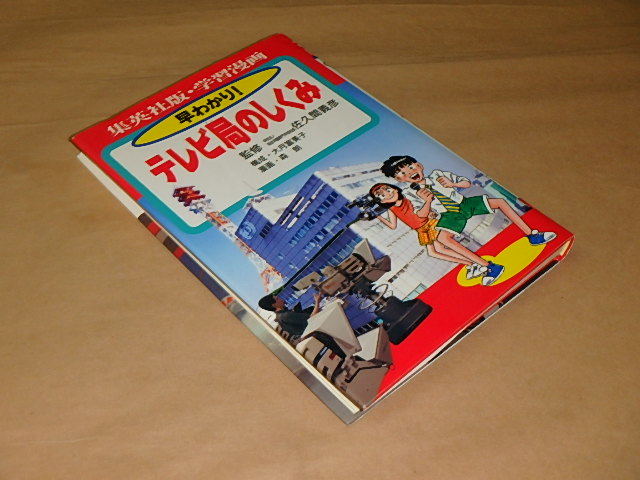 集英社版・学習漫画
早わかり!
テレビ局のしくみ
監修 佐久間義彦
構成・大月富美子
漫画・森 朗